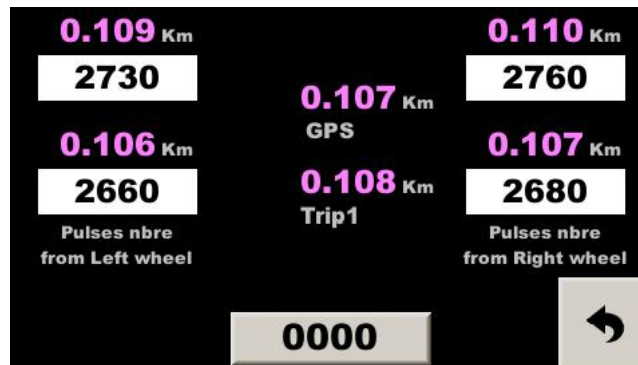 0.109 Km
2730
0.106 Km
2660
Pulses nbre
from Left wheel
0.107 Km
GPS
0.108 Km
Trip1
0.110 Km
2760
0.107 Km
2680
Pulses nbre
from Right wheel
0000